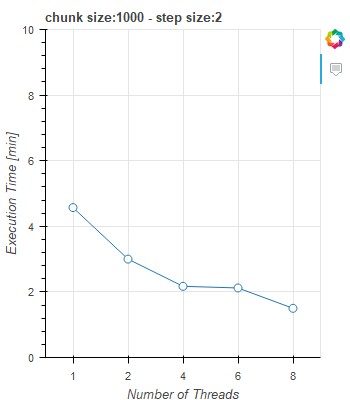 chunk size:1000 - step size:2
10
8
6
4
2
0
Execution Time [min]
1 2 4 6 8
Number of Threads